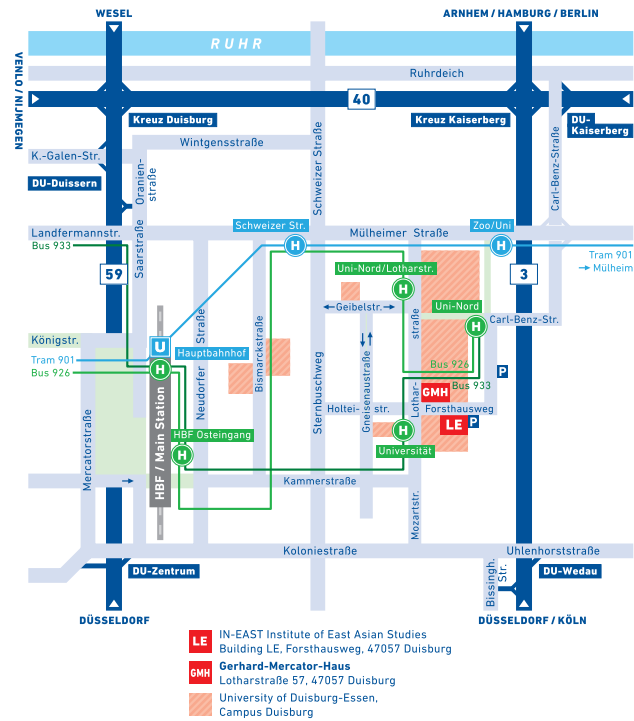 WESEL
ARNHEM / HAMBURG / BERLIN
RUHR
VENLO / NIJMEGEN
Ruhrdeich
40
Kreuz Duisburg
Kreuz Kaiserberg
DU-
Kaiserberg
Schweizer Straße
Carl-Benz-Straße
Wintgensstraße
K.-Galen-Str.
DU-Duissern
Oranien-
straße
Saarstraße
Landfermannstr.
Bus 933
Schweizer Str.
H
Mülheimer Straße
Zoo/Uni
H
Tram 901
→ Mülheim
59
3
Uni-Nord/Lotharstr.
H
Geibelstr.
Uni-Nord
H
Carl-Benz-Str.
Königstr.
Tram 901
Bus 926
U
Hauptbahnhof
H
Neudorfer Straße
Bismarckstraße
Sternbuschweg
Gneisenaustraße
Lothar-
straße
Bus 926
Bus 933
P
GMH
Holtei- str.
Forsthausweg
LE
P
H
Universität
Mercatorstraße
HBF / Main Station
HBF Osteingang
H
Kammerstraße
Mozartstr.
Koloniestraße
Uhlenhorststraße
DU-Zentrum
Bissingh.
Str.
DU-Wedau
DÜSSELDORF
DÜSSELDORF / KÖLN
LE
IN-EAST Institute of East Asian Studies
Building LE, Forsthausweg, 47057 Duisburg
GMH
Gerhard-Mercator-Haus
Lotharstraße 57, 47057 Duisburg
University of Duisburg-Essen,
Campus Duisburg